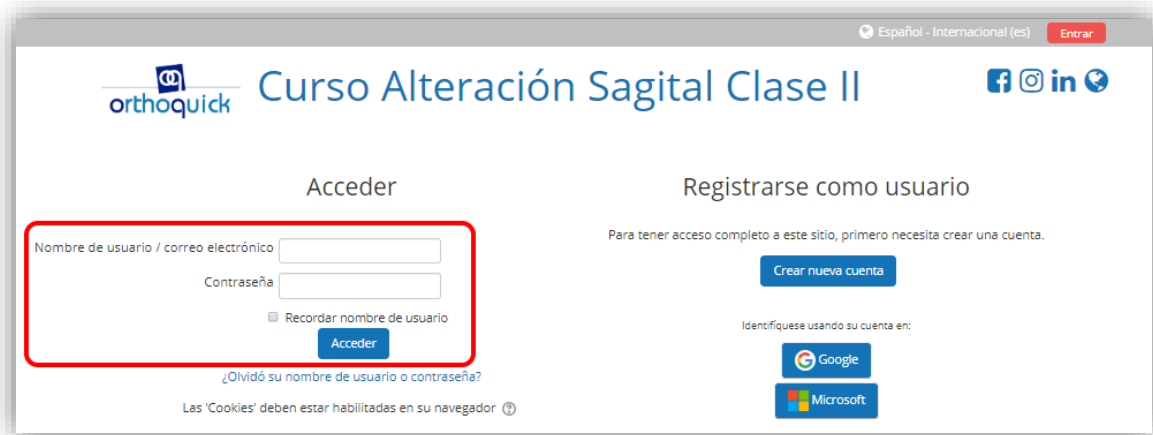 Español - Internacional (es) Entrar
orthoquick Curso Alteración Sagital Clase II
Acceder
Nombre de usuario / correo electrónico
Contraseña
Recordar nombre de usuario
Acceder
¿Olvidó su nombre de usuario o contraseña?
Las 'Cookies' deben estar habilitadas en su navegador
Registrarse como usuario
Para tener acceso completo a este sitio, primero necesita crear una cuenta.
Crear nueva cuenta
Identifíquese usando su cuenta en:
Google
Microsoft